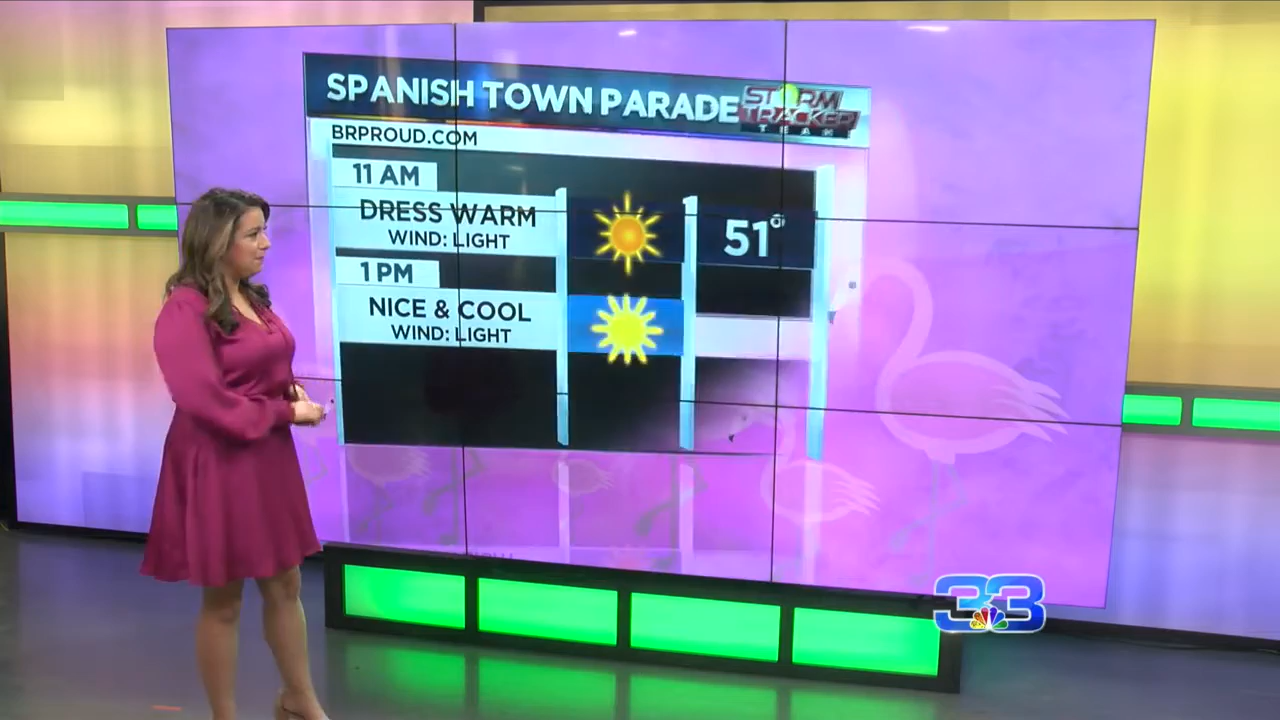 SPANISH TOWN PARADE
STORM
TRACKER
TEAM
BRPROUD.COM
11 AM
DRESS WARM
WIND: LIGHT
51°
1 PM
NICE & COOL
WIND: LIGHT
33